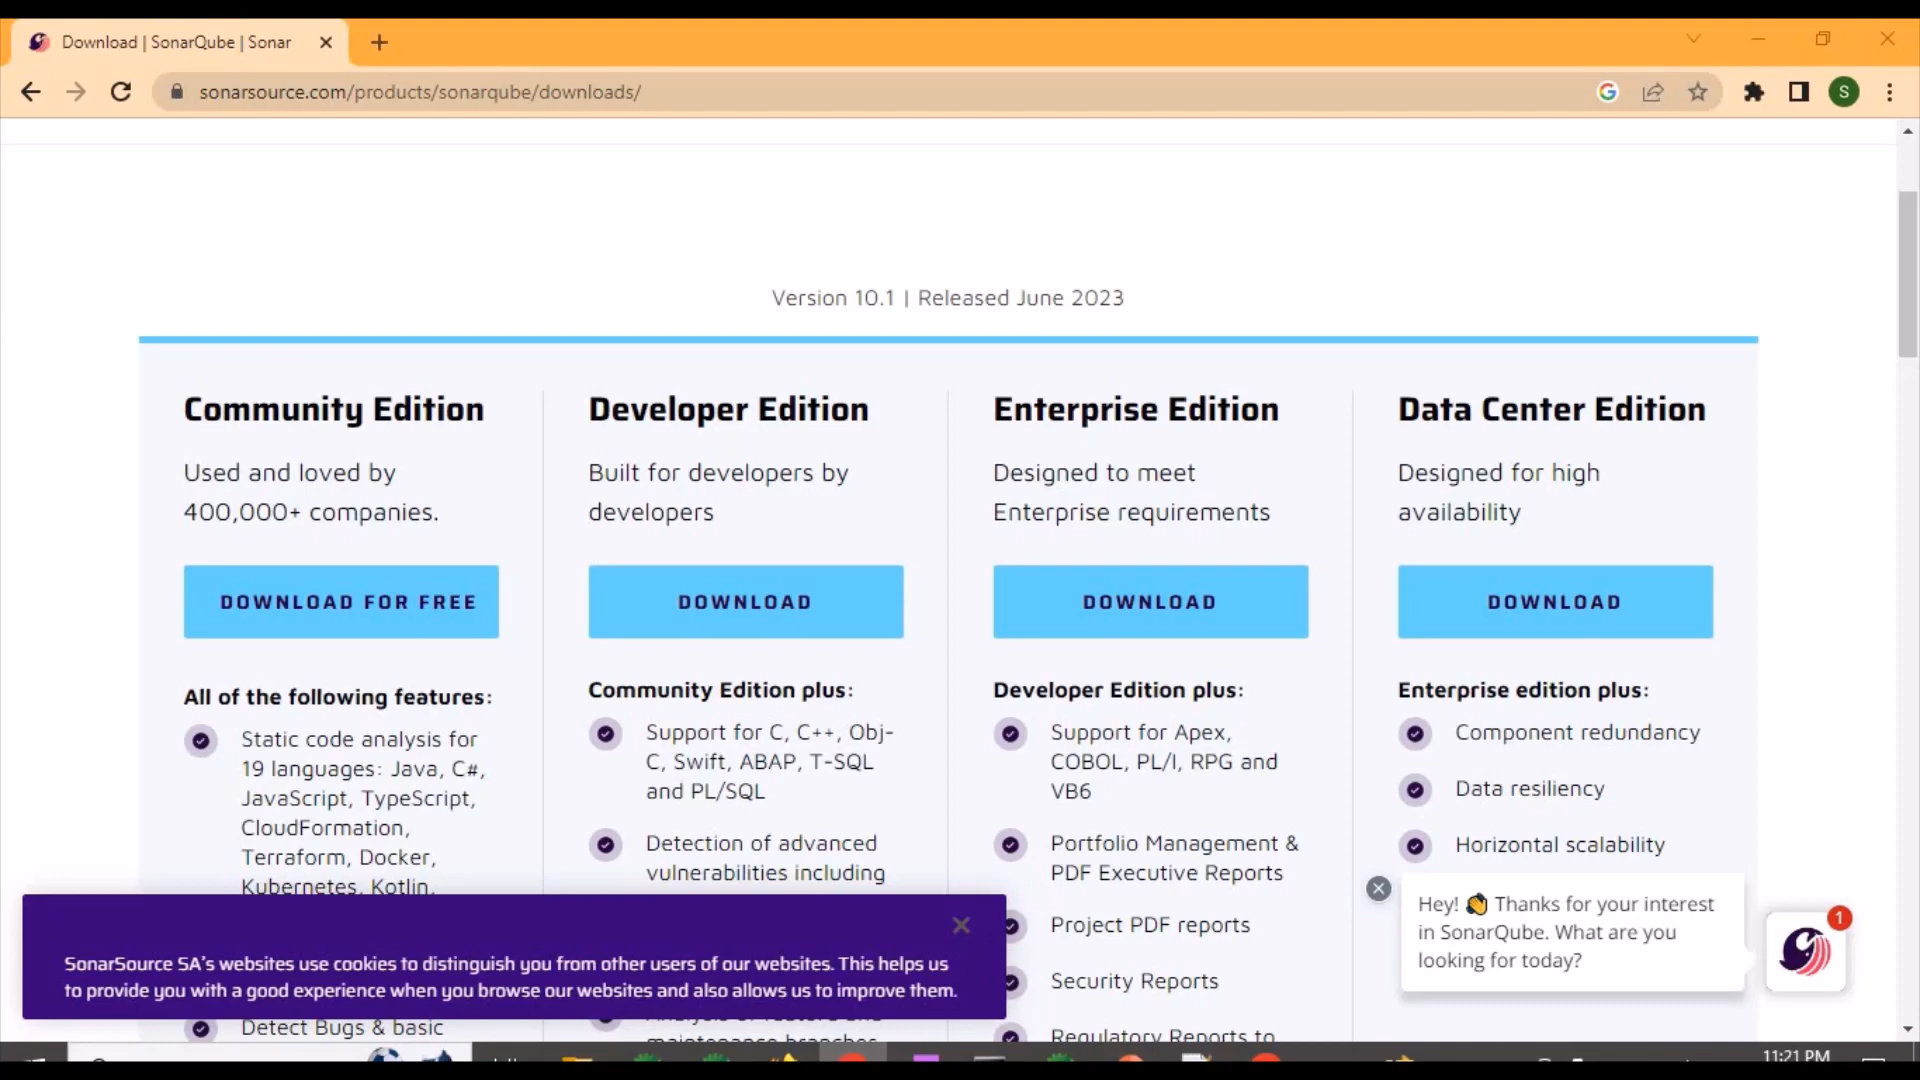 Download | SonarQube | Sonar
sonarsource.com/products/sonarqube/downloads/
S
Version 10.1 | Released June 2023
Community Edition
Used and loved by
400,000+ companies.
DOWNLOAD FOR FREE
All of the following features:
Static code analysis for
19 languages: Java, C#,
JavaScript, TypeScript,
CloudFormation,
Terraform, Docker,
Kubernetes, Kotlin,
Detect Bugs & basic
Developer Edition
Built for developers by
developers
DOWNLOAD
Community Edition plus:
Support for C, C++, Obj-
C, Swift, ABAP, T-SQL
and PL/SQL
Detection of advanced
vulnerabilities including
maintenance branches
Enterprise Edition
Designed to meet
Enterprise requirements
DOWNLOAD
Developer Edition plus:
Support for Apex,
COBOL, PL/I, RPG and
VB6
Portfolio Management &
PDF Executive Reports
Project PDF reports
Security Reports
Regulatory Reports to
Data Center Edition
Designed for high
availability
DOWNLOAD
Enterprise edition plus:
Component redundancy
Data resiliency
Horizontal scalability
SonarSource SA's websites use cookies to distinguish you from other users of our websites. This helps us
to provide you with a good experience when you browse our websites and also allows us to improve them.
Hey! 👋 Thanks for your interest
in SonarQube. What are you
looking for today?
1
11:21 PM